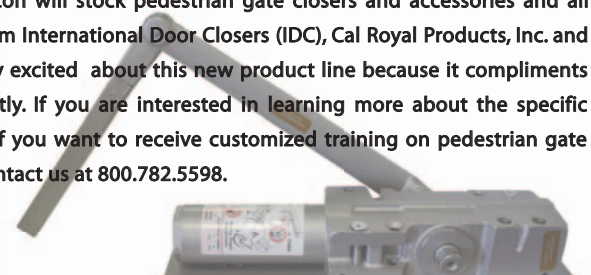 ton will stock pedestrian gate closers and accessories and all
m International Door Closers (IDC), Cal Royal Products, Inc. and
y excited about this new product line because it compliments
tly. If you are interested in learning more about the specific
f you want to receive customized training on pedestrian gate
ntact us at 800.782.5598.